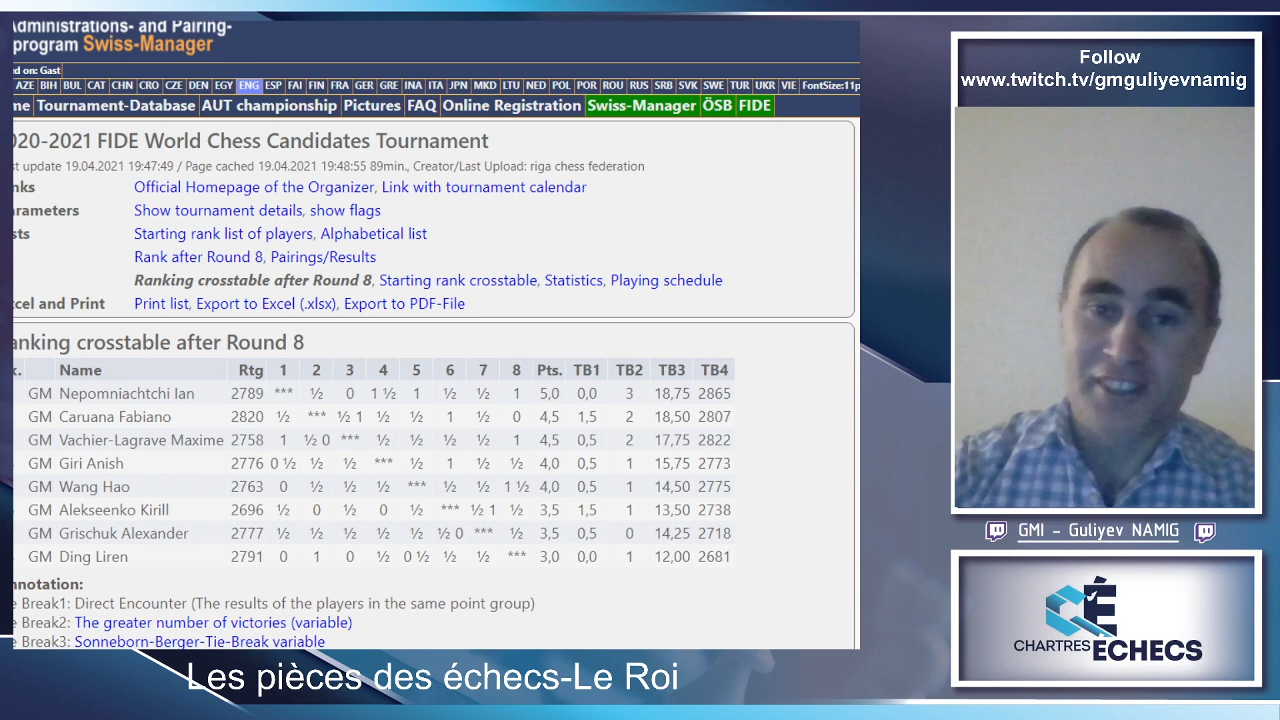 Administrations- and Pairing-
program Swiss-Manager
ed on: Gast
AZE BIH BUL CAT CHN CRO CZE DEN EGY ENG ESP FAI FIN FRA GER GRE INA ITA JPN MKD LTU NED POL POR ROU RUS SRB SVK SWE TUR UKR VIE FontSize:11p
me Tournament-Database AUT championship Pictures FAQ Online Registration Swiss-Manager ÖSB FIDE
020-2021 FIDE World Chess Candidates Tournament
st update 19.04.2021 19:47:49 / Page cached 19.04.2021 19:48:55 89min., Creator/Last Upload: riga chess federation
nks Official Homepage of the Organizer, Link with tournament calendar
arameters Show tournament details, show flags
sts Starting rank list of players, Alphabetical list
Rank after Round 8, Pairings/Results
Ranking crosstable after Round 8, Starting rank crosstable, Statistics, Playing schedule
xcel and Print Print list, Export to Excel (.xlsx), Export to PDF-File
anking crosstable after Round 8
k. Name Rtg 1 2 3 4 5 6 7 8 Pts. TB1 TB2 TB3 TB4
GM Nepomniachtchi Ian 2789 *** ½ 0 1 ½ 1 ½ ½ 1 5,0 0,0 3 18,75 2865
GM Caruana Fabiano 2820 ½ *** ½ 1 ½ ½ 1 ½ 0 4,5 1,5 2 18,50 2807
GM Vachier-Lagrave Maxime 2758 1 ½ 0 *** ½ ½ ½ ½ 1 4,5 0,5 2 17,75 2822
GM Giri Anish 2776 0 ½ ½ ½ *** ½ 1 ½ ½ 4,0 0,5 1 15,75 2773
GM Wang Hao 2763 0 ½ ½ ½ *** ½ ½ 1 ½ 4,0 0,5 1 14,50 2775
GM Alekseenko Kirill 2696 ½ 0 ½ 0 ½ *** ½ 1 ½ 3,5 1,5 1 13,50 2738
GM Grischuk Alexander 2777 ½ ½ ½ ½ ½ ½ 0 *** ½ 3,5 0,5 0 14,25 2718
GM Ding Liren 2791 0 1 0 ½ 0 ½ ½ ½ *** 3,0 0,0 1 12,00 2681
nnotation:
e Break1: Direct Encounter (The results of the players in the same point group)
e Break2: The greater number of victories (variable)
e Break3: Sonneborn-Berger-Tie-Break variable
Les pièces des échecs-Le Roi
Follow
www.twitch.tv/gmguliyevnamig
GMI - Guliyev NAMIG
CÉ
CHARTRES ÉCHECS